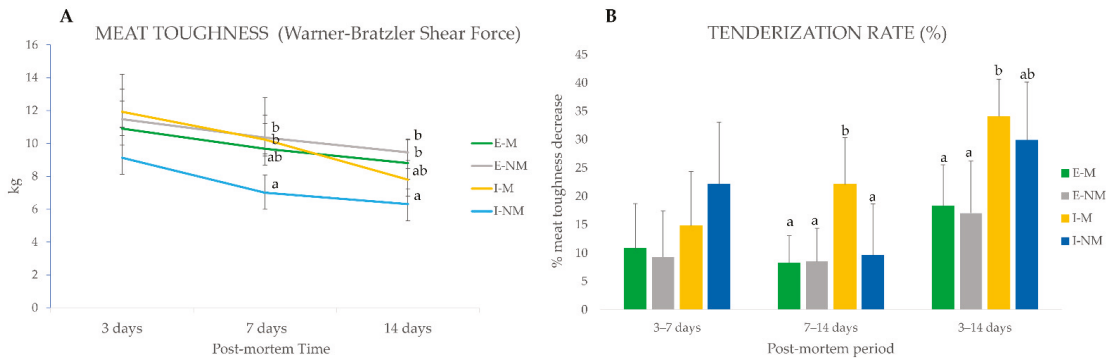 A
MEAT TOUGHNESS (Warner-Bratzler Shear Force)
16
14
12
10
8
6
4
2
0
kg
b
b
ab
a
b
b
ab
a
3 days
7 days
14 days
Post-mortem Time
E-M
E-NM
I-M
I-NM
B
TENDERIZATION RATE (%)
45
40
35
30
25
20
15
10
5
0
% meat toughness decrease
a
a
b
a
a
a
b
ab
3–7 days
7–14 days
3–14 days
Post-mortem period
E-M
E-NM
I-M
I-NM